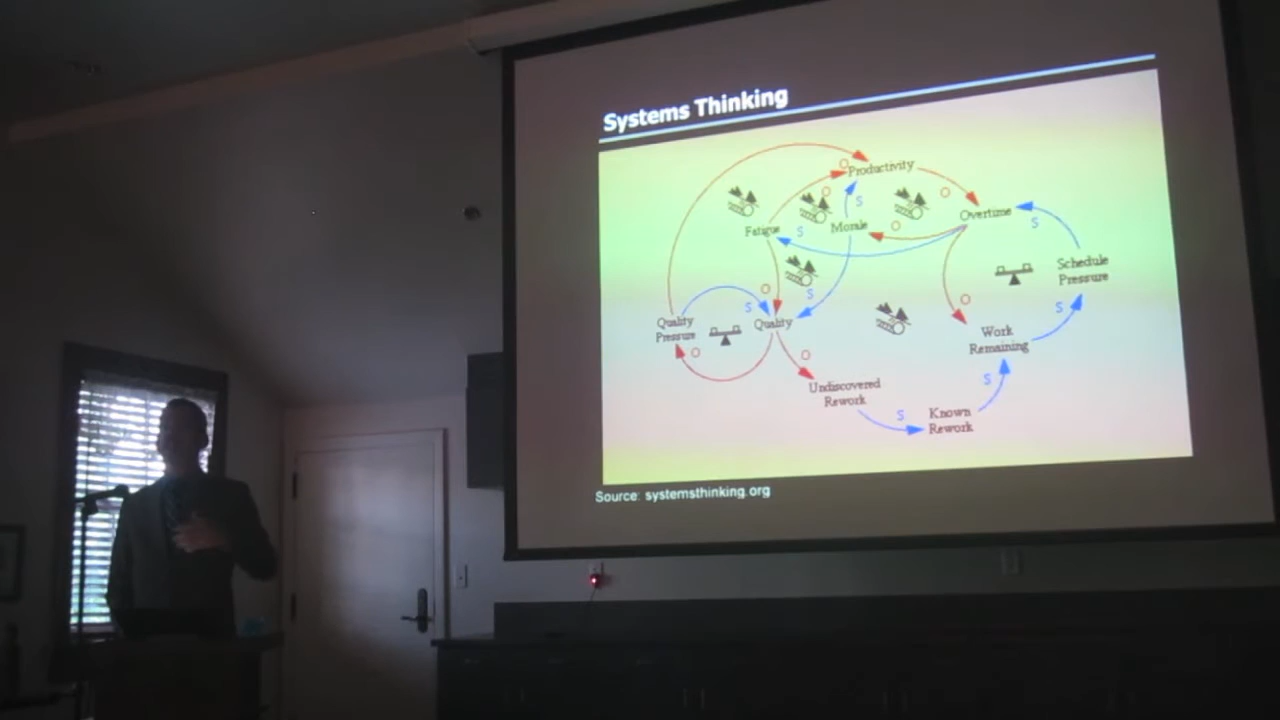 Systems Thinking
O
Productivity
O
O
S
Overtime
S
Fatigue
S
Morale
O
Schedule
Pressure
O
S
O
S
S
Quality
Pressure
Quality
Work
Remaining
O
O
S
Undiscovered
Rework
S
Known
Rework
Source: systemsthinking.org